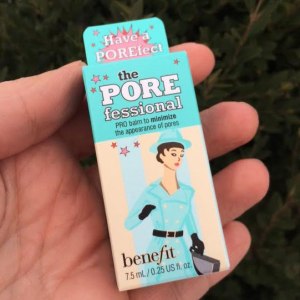 Have a
POREfect
the
PORE
fessional
PRO balm to minimize
the appearance of pores
benefit
7.5 mL / 0.25 US fl. oz.